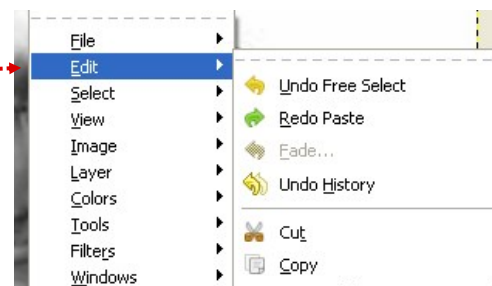 File
Edit
Select
View
Image
Layer
Colors
Tools
Filters
Windows
Undo Free Select
Redo Paste
Fade...
Undo History
Cut
Copy